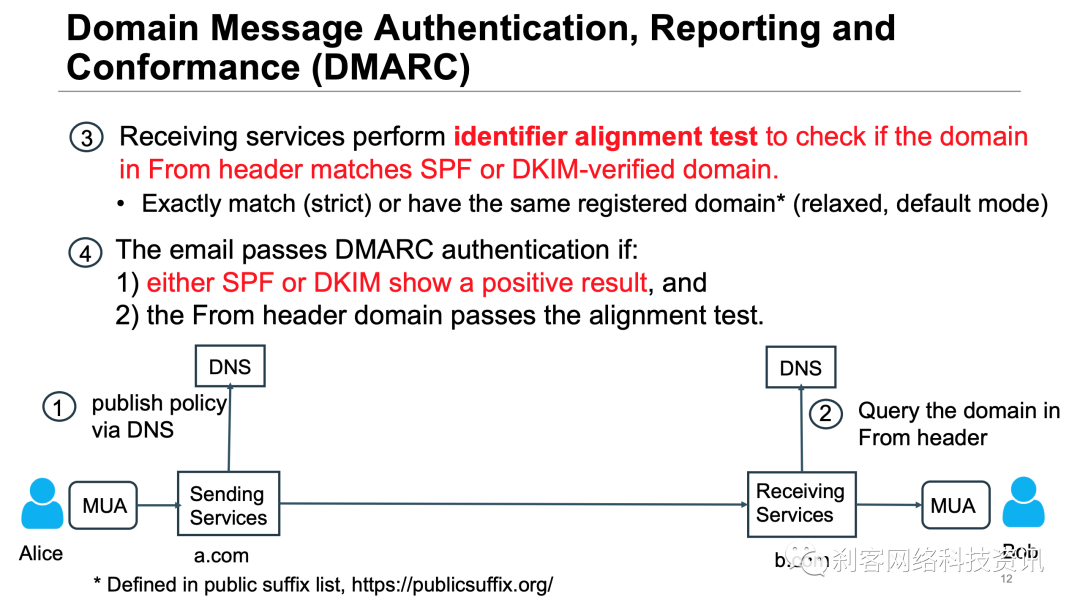 Domain Message Authentication, Reporting and
Conformance (DMARC)
③ Receiving services perform identifier alignment test to check if the domain
in From header matches SPF or DKIM-verified domain.
• Exactly match (strict) or have the same registered domain* (relaxed, default mode)
④ The email passes DMARC authentication if:
1) either SPF or DKIM show a positive result, and
2) the From header domain passes the alignment test.
DNS
DNS
① publish policy
via DNS
② Query the domain in
From header
MUA
Sending
Services
Receiving
Services
MUA
Alice
a.com
b.com
Bob
刹客网络科技资讯
* Defined in public suffix list, https://publicsuffix.org/
12